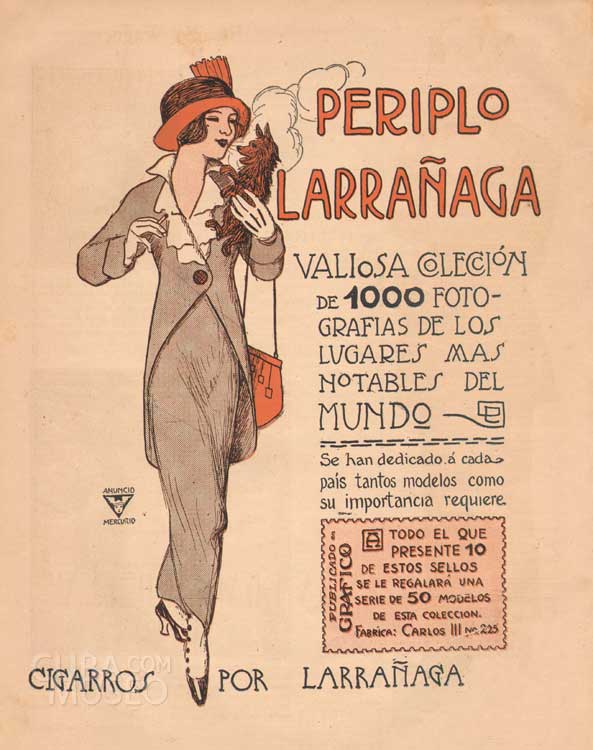 PERIPLO
LARRAÑAGA
VALIOSA COLECCIÓN
DE 1000 FOTO-
GRAFIAS DE LOS
LUGARES MAS
NOTABLES DEL
MUNDO
Se han dedicado á cada
país tantos modelos como
su importancia requiere
PUBLICADO en
GRÁFICO
A TODO EL QUE
PRESENTE 10
DE ESTOS SELLOS
SE LE REGALARÁ UNA
SERIE DE 50 MODELOS
DE ESTA COLECCION.
FABRICA: CARLOS III No. 225
ANUNCIO
MERCURIO
CIGARROS POR LARRAÑAGA
CUBA.COM
MUSEO